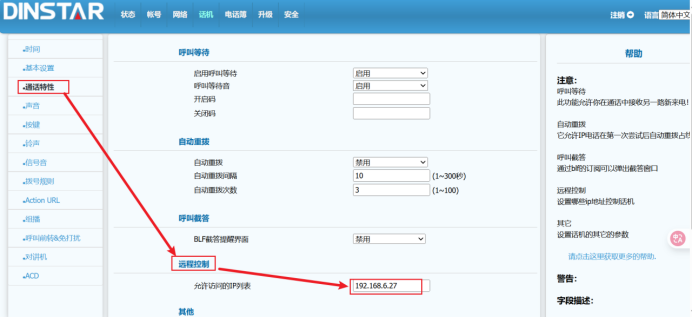 DINSTAR
状态 帐号 网络 话机 电话簿 升级 安全
注销 语言 简体中文
时间
基本设置
通话特性
声音
按键
铃声
信号音
拨号规则
Action URL
组播
呼叫前转&免打扰
对讲机
ACD
呼叫等待
启用呼叫等待 启用
呼叫等待音 启用
开启码
关闭码
自动重拨
自动重拨 禁用
自动重拨间隔 10 (1~300秒)
自动重拨次数 3 (1~100)
呼叫截答
BLF截答提醒界面 禁用
远程控制
允许访问的IP列表 192.168.6.27
其他
帮助
注意:
呼叫等待
此功能允许你在通话中接收另一路新来电!
自动重拨
它允许IP电话在第一次尝试后自动重拨占
呼叫截答
通过blf的订阅可以弹出截答窗口
远程控制
设置哪些ip地址控制话机
其它
设置话机的其它的参数
请点击这里获取更多的帮助.
警告:
字段描述: